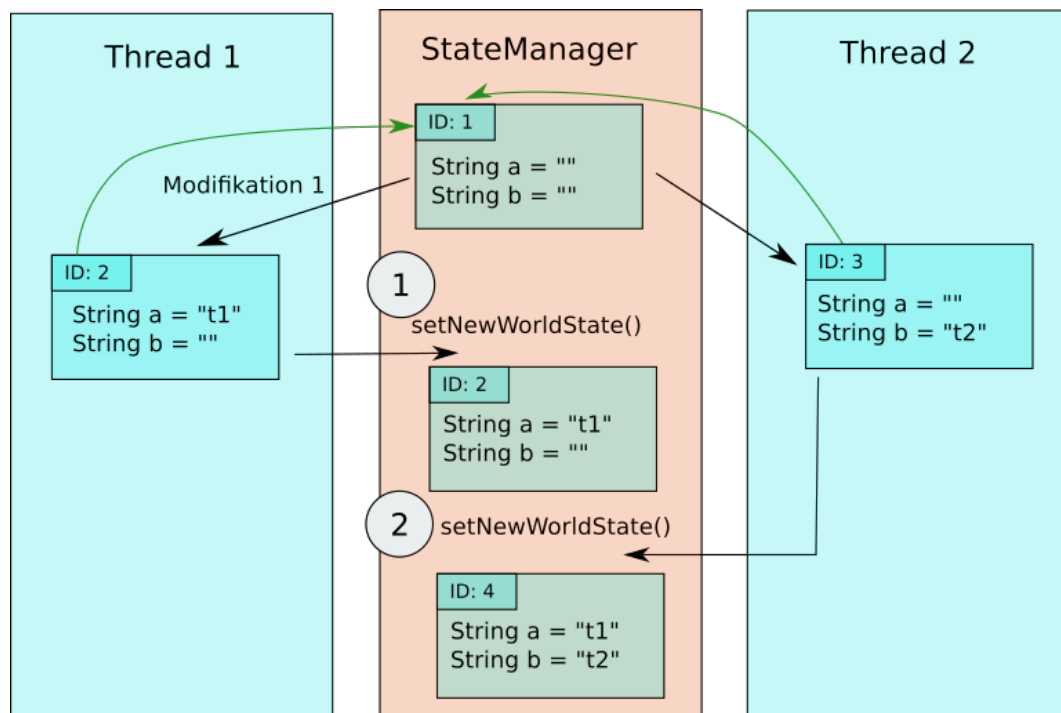 Thread 1
StateManager
Thread 2
ID: 1
String a = ""
String b = ""
Modifikation 1
ID: 2
String a = "t1"
String b = ""
ID: 3
String a = ""
String b = "t2"
1
setNewWorldState()
ID: 2
String a = "t1"
String b = ""
2
setNewWorldState()
ID: 4
String a = "t1"
String b = "t2"